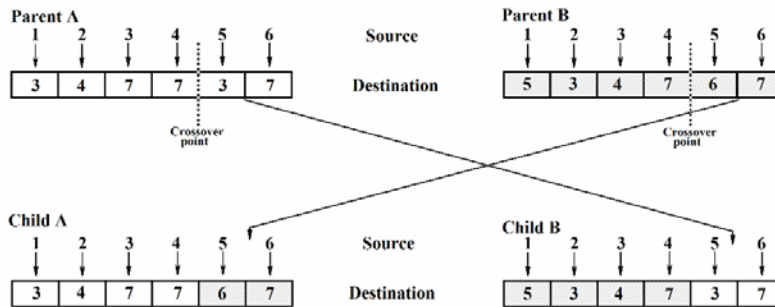 Parent A
Parent B
1 2 3 4 5 6 Source 1 2 3 4 5 6
3 4 7 7 3 7 Destination 5 3 4 7 6 7
Crossover point
Crossover point
Child A
Child B
1 2 3 4 5 6 Source 1 2 3 4 5 6
3 4 7 7 6 7 Destination 5 3 4 7 3 7